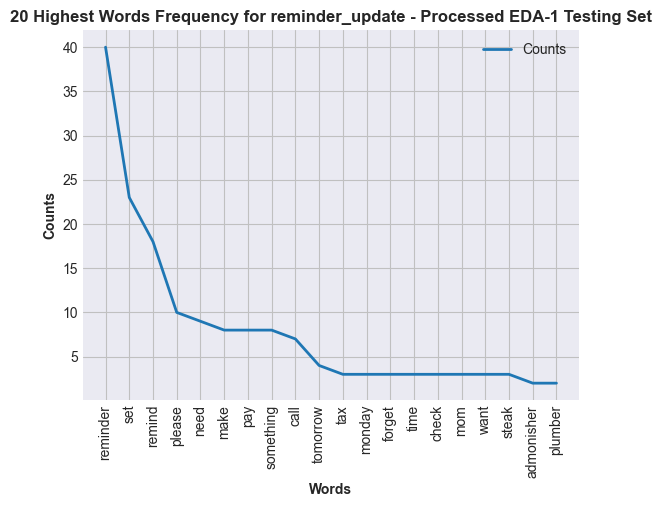 20 Highest Words Frequency for reminder_update - Processed EDA-1 Testing Set
Counts
40
35
30
25
20
15
10
5
Counts
reminder
set
remind
please
need
make
pay
something
call
tomorrow
tax
monday
forget
time
check
mom
want
steak
admonisher
plumber
Words